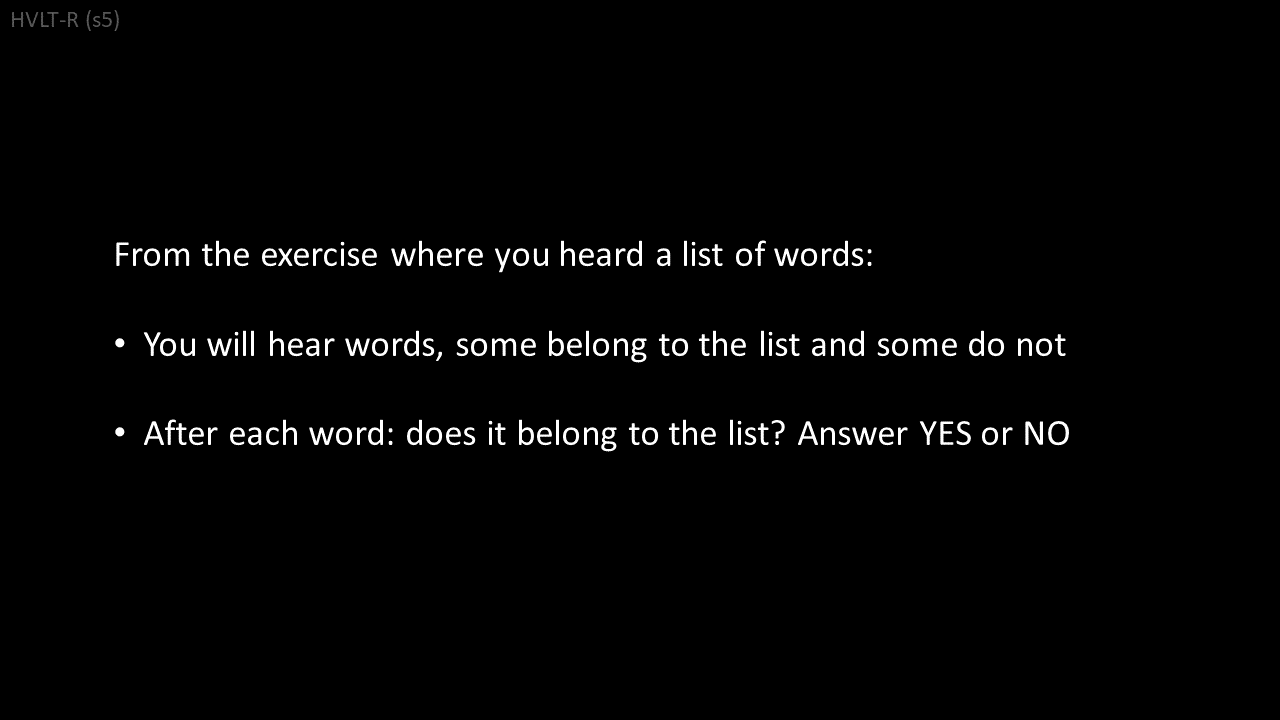 HVLT-R (s5)
From the exercise where you heard a list of words:
• You will hear words, some belong to the list and some do not
• After each word: does it belong to the list? Answer YES or NO